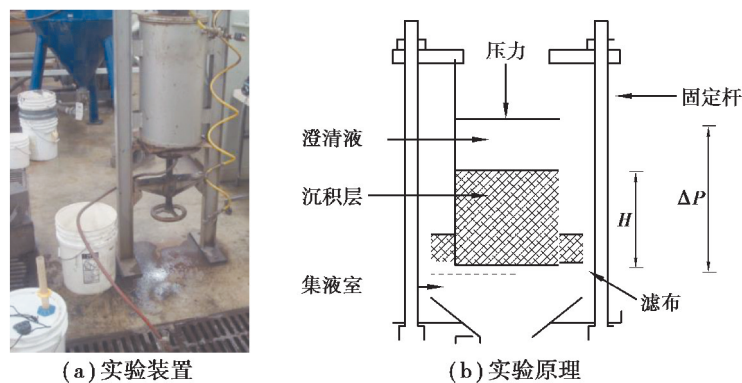 压力
固定杆
澄清液
沉积层
ΔP
H
集液室
滤布
(a)实验装置
(b)实验原理